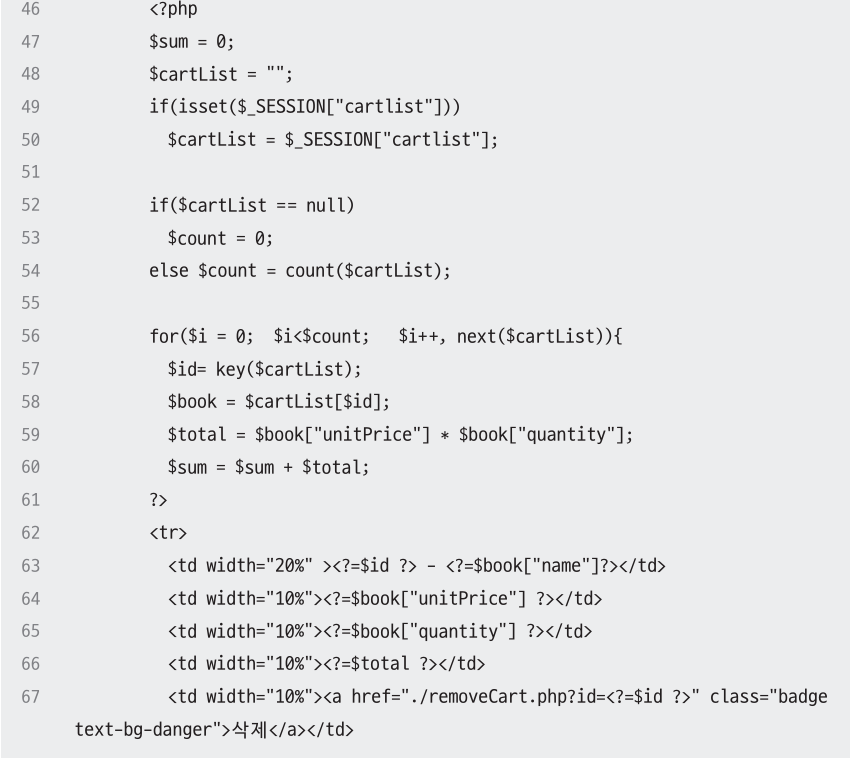 46 <?php
47 $sum = 0;
48 $cartList = "";
49 if(isset($_SESSION["cartlist"]))
50 $cartList = $_SESSION["cartlist"];
51
52 if($cartList == null)
53 $count = 0;
54 else $count = count($cartList);
55
56 for($i = 0; $i<$count; $i++, next($cartList)){
57 $id= key($cartList);
58 $book = $cartList[$id];
59 $total = $book["unitPrice"] * $book["quantity"];
60 $sum = $sum + $total;
61 ?>
62 <tr>
63 <td width="20%" ><?=$id ?> - <?=$book["name"]?></td>
64 <td width="10%"><?=$book["unitPrice"] ?></td>
65 <td width="10%"><?=$book["quantity"] ?></td>
66 <td width="10%"><?=$total ?></td>
67 <td width="10%"><a href="./removeCart.php?id=<?=$id ?>" class="badge
text-bg-danger">삭제</a></td>